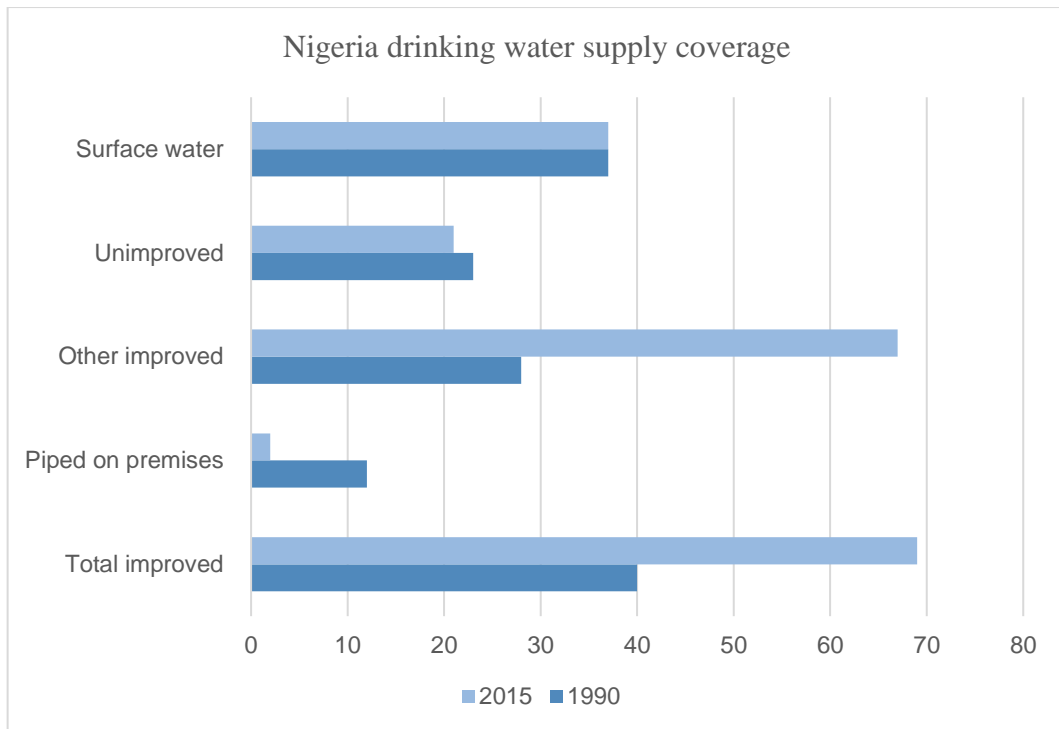 Nigeria drinking water supply coverage
Surface water
Unimproved
Other improved
Piped on premises
Total improved
0 10 20 30 40 50 60 70 80
2015 1990